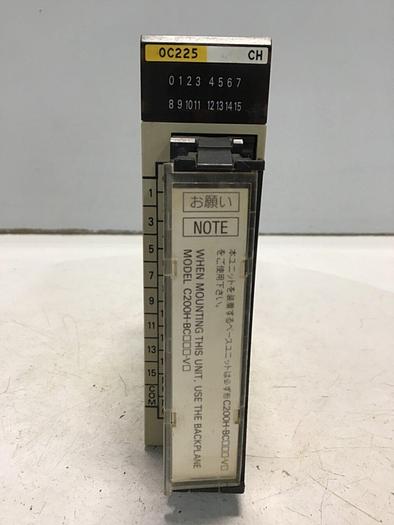 OC225 CH
0 1 2 3 4 5 6 7
8 9 10 11 12 13 14 15
お願い
NOTE
本ユニットを装着するベースユニットは必ず形C200H-BC□□□-V□
をご使用下さい。
WHEN MOUNTING THIS UNIT, USE THE BACKPLANE
MODEL C200H-BC□□□-V□
1
3
5
7
9
11
13
15
COM